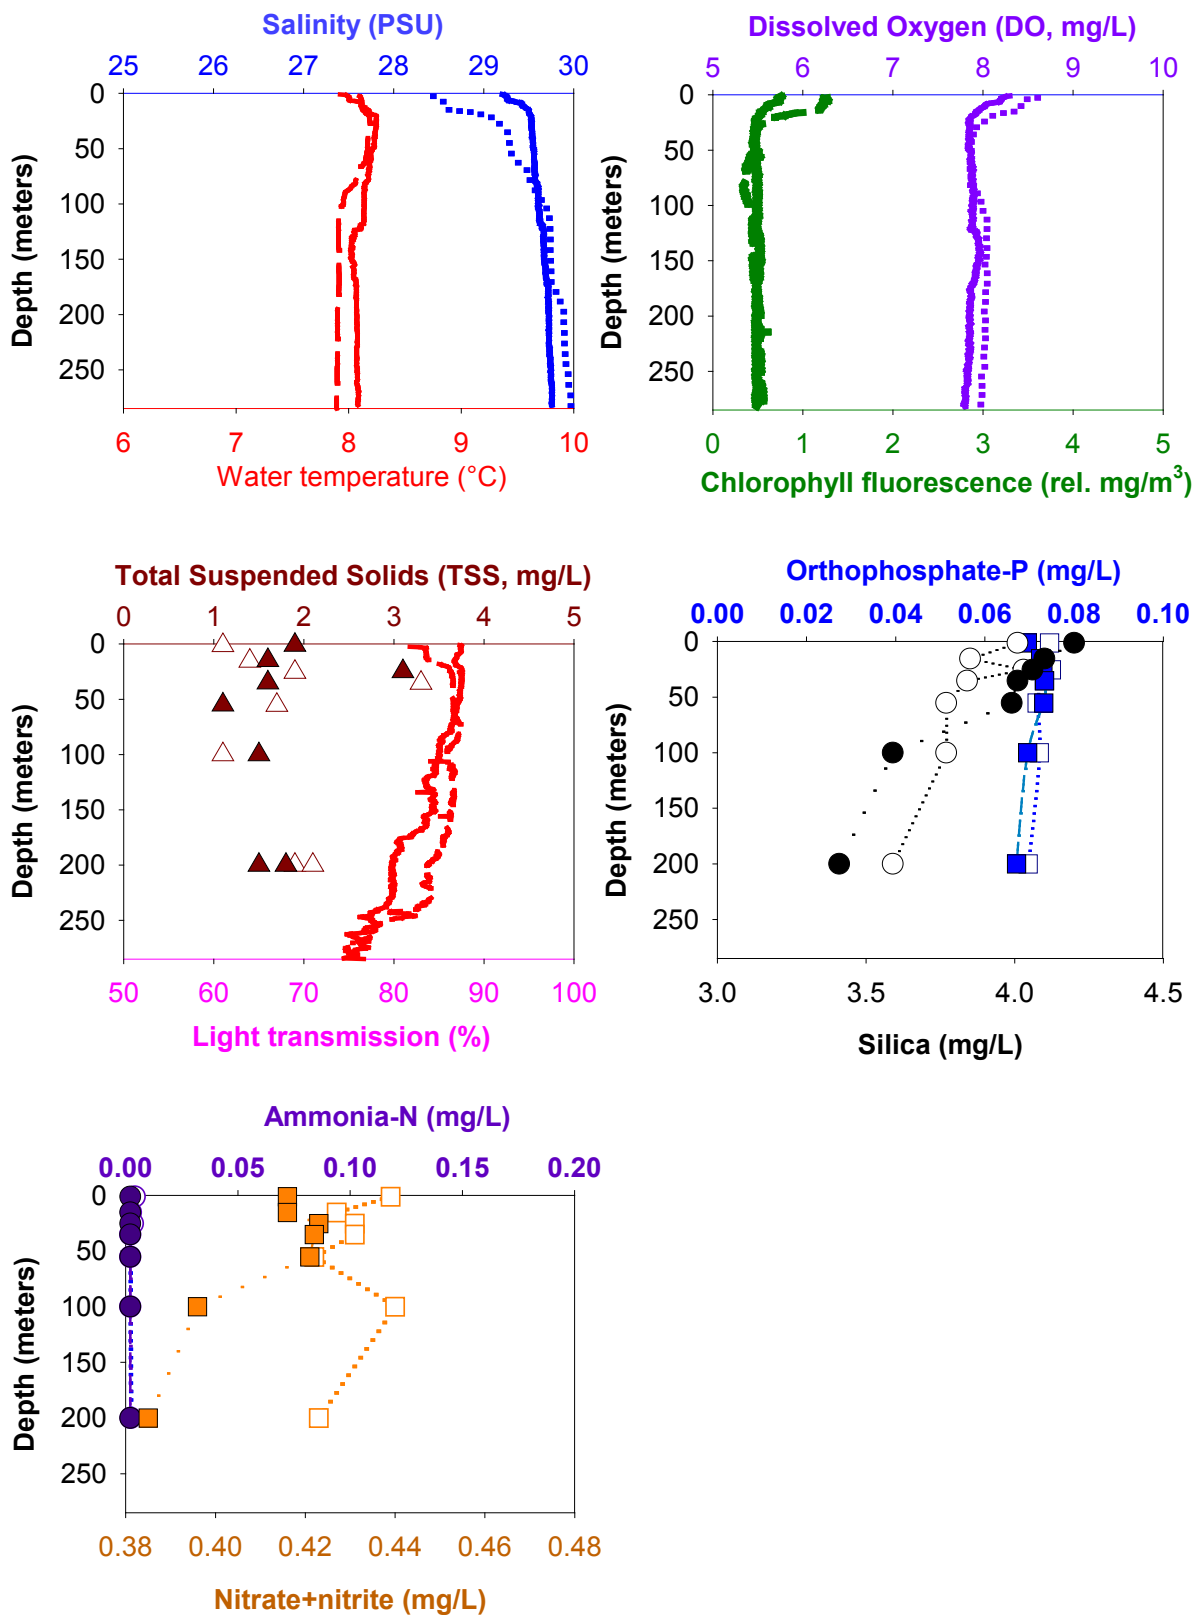 Salinity (PSU)
25 26 27 28 29 30
0
50
100
150
200
250
Depth (meters)
6 7 8 9 10
Water temperature (°C)
Dissolved Oxygen (DO, mg/L)
5 6 7 8 9 10
0
50
100
150
200
250
Depth (meters)
0 1 2 3 4 5
Chlorophyll fluorescence (rel. mg/m³)
Total Suspended Solids (TSS, mg/L)
0 1 2 3 4 5
0
50
100
150
200
250
Depth (meters)
50 60 70 80 90 100
Light transmission (%)
Orthophosphate-P (mg/L)
0.00 0.02 0.04 0.06 0.08 0.10
0
50
100
150
200
250
Depth (meters)
3.0 3.5 4.0 4.5
Silica (mg/L)
Ammonia-N (mg/L)
0.00 0.05 0.10 0.15 0.20
0
50
100
150
200
250
Depth (meters)
0.38 0.40 0.42 0.44 0.46 0.48
Nitrate+nitrite (mg/L)